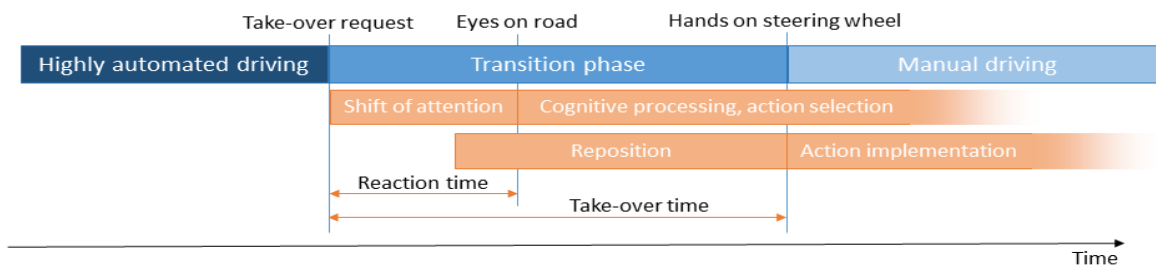 Take-over request
Eyes on road
Hands on steering wheel
Highly automated driving
Transition phase
Manual driving
Shift of attention
Cognitive processing, action selection
Reposition
Action implementation
Reaction time
Take-over time
Time